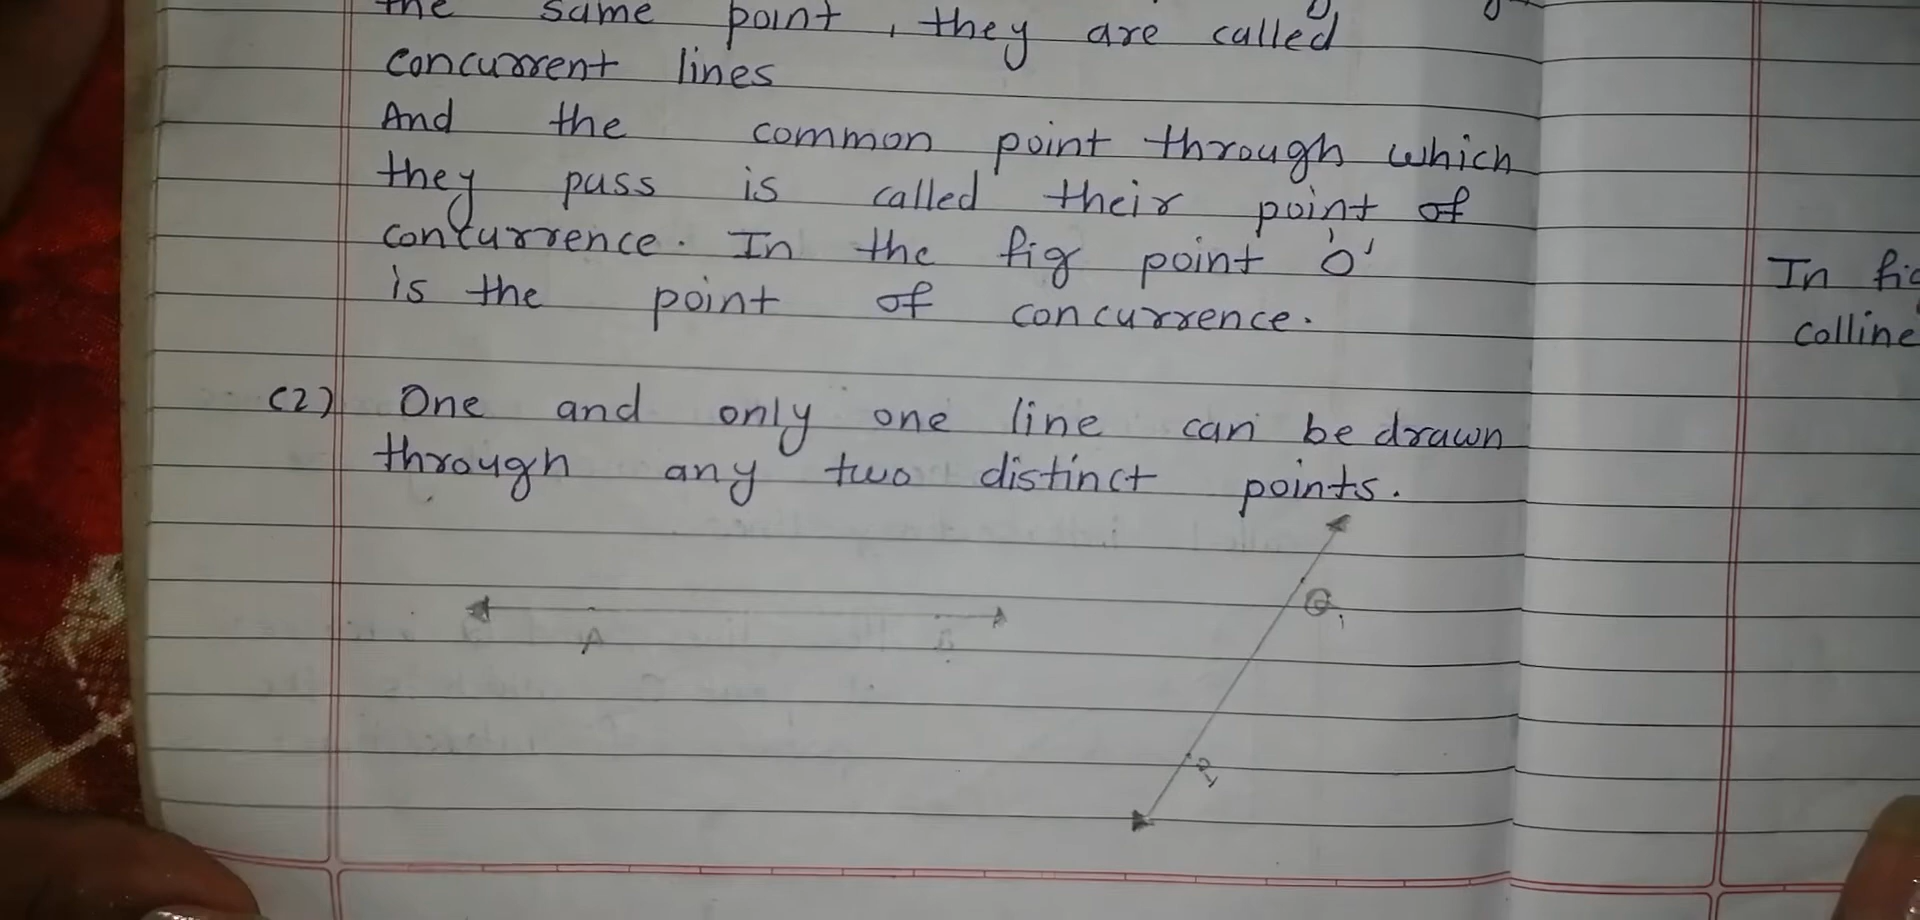 the same point, they are called
concurrent lines
And the common point through which
they pass is called their point of
concurrence. In the fig point 'O'
is the point of concurrence.
(2) One and only one line can be drawn
through any two distinct points.
A B
Q
P
In fig
colline